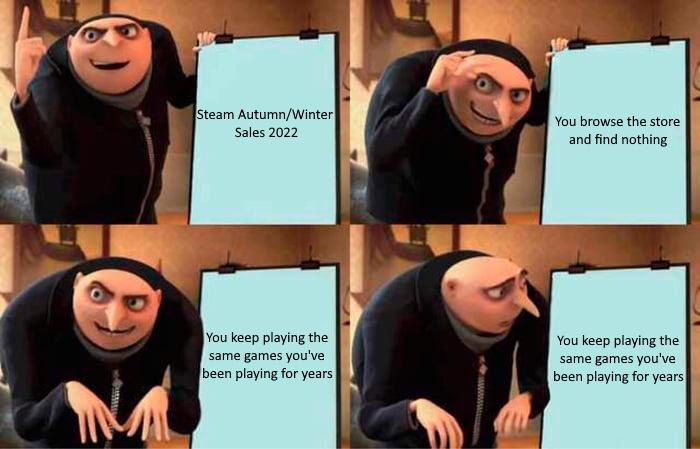 Steam Autumn/Winter
Sales 2022
You browse the store
and find nothing
You keep playing the
same games you've
been playing for years
You keep playing the
same games you've
been playing for years